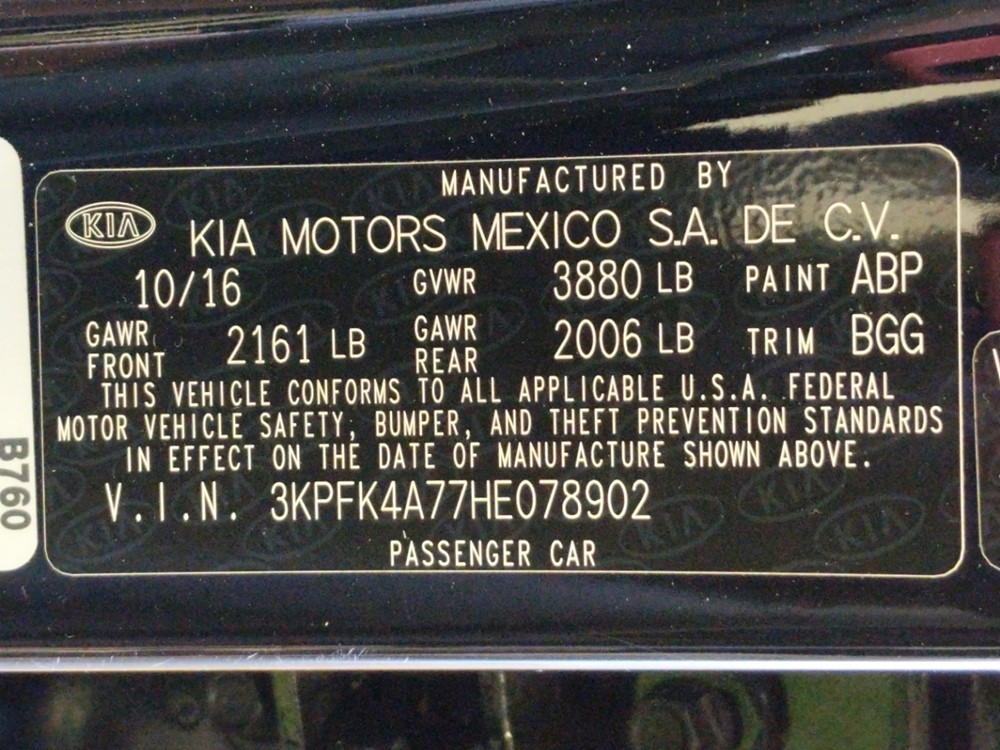 MANUFACTURED BY
KIA
KIA MOTORS MEXICO S.A. DE C.V.
10/16 GVWR 3880 LB PAINT ABP
GAWR FRONT 2161 LB GAWR REAR 2006 LB TRIM BGG
THIS VEHICLE CONFORMS TO ALL APPLICABLE U.S.A. FEDERAL
MOTOR VEHICLE SAFETY, BUMPER, AND THEFT PREVENTION STANDARDS
IN EFFECT ON THE DATE OF MANUFACTURE SHOWN ABOVE.
V.I.N. 3KPFK4A77HE078902
PASSENGER CAR
B760